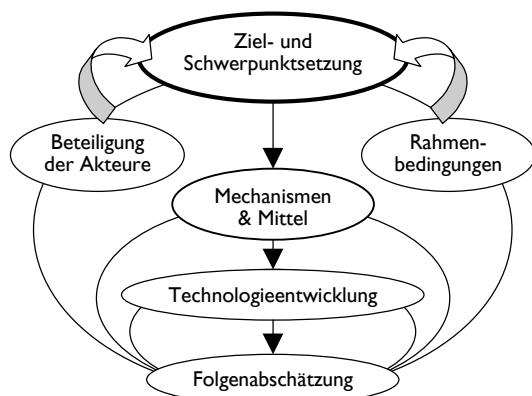 Ziel- und
Schwerpunktsetzung
Beteiligung
der Akteure
Rahmen-
bedingungen
Mechanismen
& Mittel
Technologieentwicklung
Folgenabschätzung